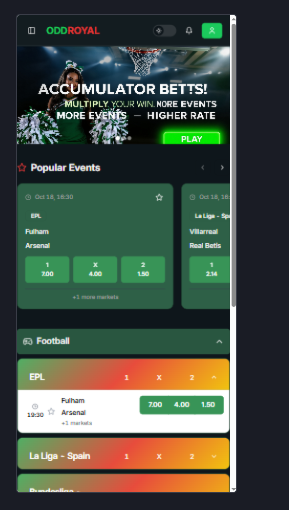 ODDROYAL
ACCUMULATOR BETTS!
MULTIPLY YOUR WIN. MORE EVENTS
MORE EVENTS — HIGHER RATE
PLAY
Popular Events
Oct 18, 16:30
Oct 18, 16:
EPL
La Liga - Spa
Fulham
Villarreal
Arsenal
Real Betis
1 X 2 1
7.00 4.00 1.50 2.14
+1 more markets
Football
EPL 1 X 2
19:30
Fulham
Arsenal
+1 markets
7.00 4.00 1.50
La Liga - Spain 1 X 2
Bundesliga -